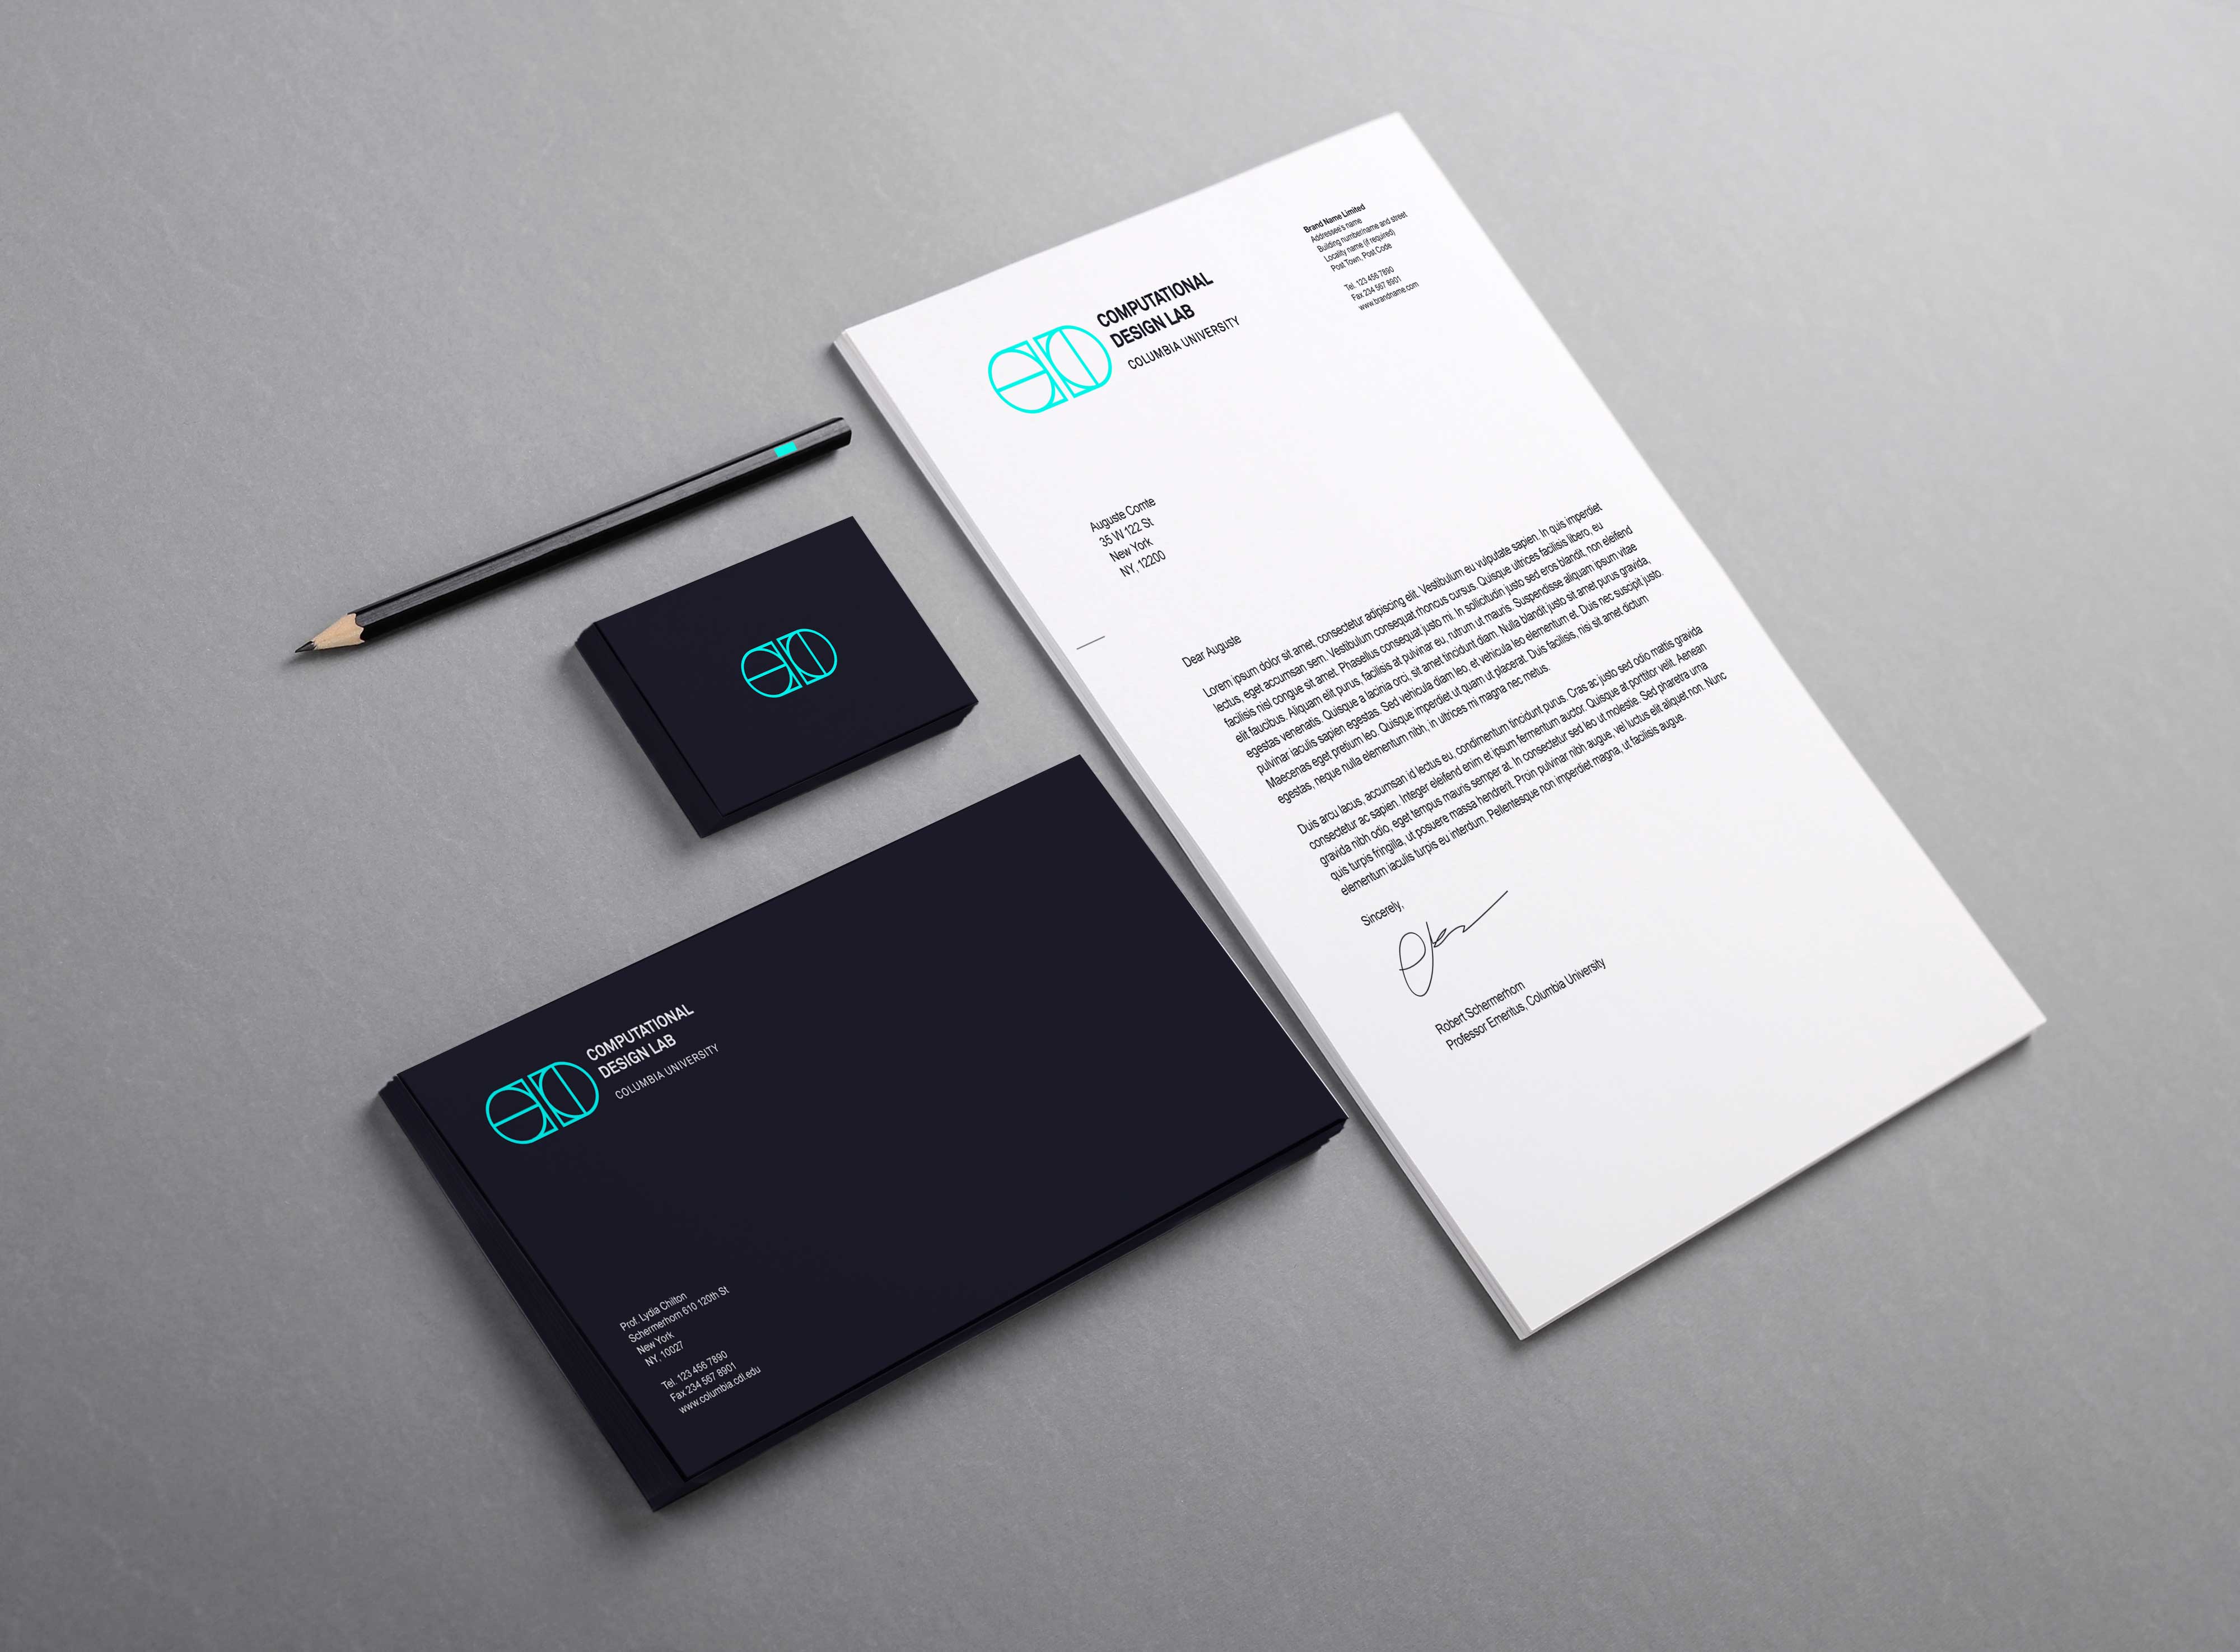 Brand Name Limited
Addressee's name
Building number/name and street
Locality name (if required)
Post Town, Post Code
Tel. 123 456 7890
Fax 234 567 8901
www.brandname.com
COMPUTATIONAL
DESIGN LAB
COLUMBIA UNIVERSITY
Auguste Comte
35 W 122 St
New York
NY, 12200
Dear Auguste
Lorem ipsum dolor sit amet, consectetur adipiscing elit. Vestibulum eu vulputate sapien. In quis imperdiet
lectus, eget accumsan sem. Vestibulum consequat rhoncus cursus. Quisque ultrices facilisis libero, eu
facilisis nisl congue sit amet. Phasellus consequat justo mi. In sollicitudin justo sed eros blandit, non eleifend
elit faucibus. Aliquam elit purus, facilisis at pulvinar eu, rutrum ut mauris. Suspendisse aliquam ipsum vitae
egestas venenatis. Quisque a lacinia orci, sit amet tincidunt diam. Nulla blandit justo sit amet purus gravida,
pulvinar iaculis sapien egestas. Sed vehicula diam leo, et vehicula leo elementum et. Duis nec suscipit justo.
Maecenas eget pretium leo. Quisque imperdiet ut quam ut placerat. Duis facilisis, nisi sit amet dictum
egestas, neque nulla elementum nibh, in ultrices mi magna nec metus.
Duis arcu lacus, accumsan id lectus eu, condimentum tincidunt purus. Cras ac justo sed odio mattis gravida
consectetur ac sapien. Integer eleifend enim et ipsum fermentum auctor. Quisque at porttitor velit. Aenean
gravida nibh odio, eget tempus mauris semper at. In consectetur sed leo ut molestie. Sed pharetra urna
quis turpis fringilla, ut posuere massa hendrerit. Proin pulvinar nibh augue, vel luctus elit aliquet non. Nunc
elementum iaculis turpis eu interdum. Pellentesque non imperdiet magna, ut facilisis augue.
Sincerely,
Robert Schermerhorn
Professor Emeritus, Columbia University
COMPUTATIONAL
DESIGN LAB
COLUMBIA UNIVERSITY
Prof. Lydia Chilton
Schermerhorn 610 120th St
New York
NY, 10027
Tel. 123 456 7890
Fax 234 567 8901
www.columbia.cdl.edu